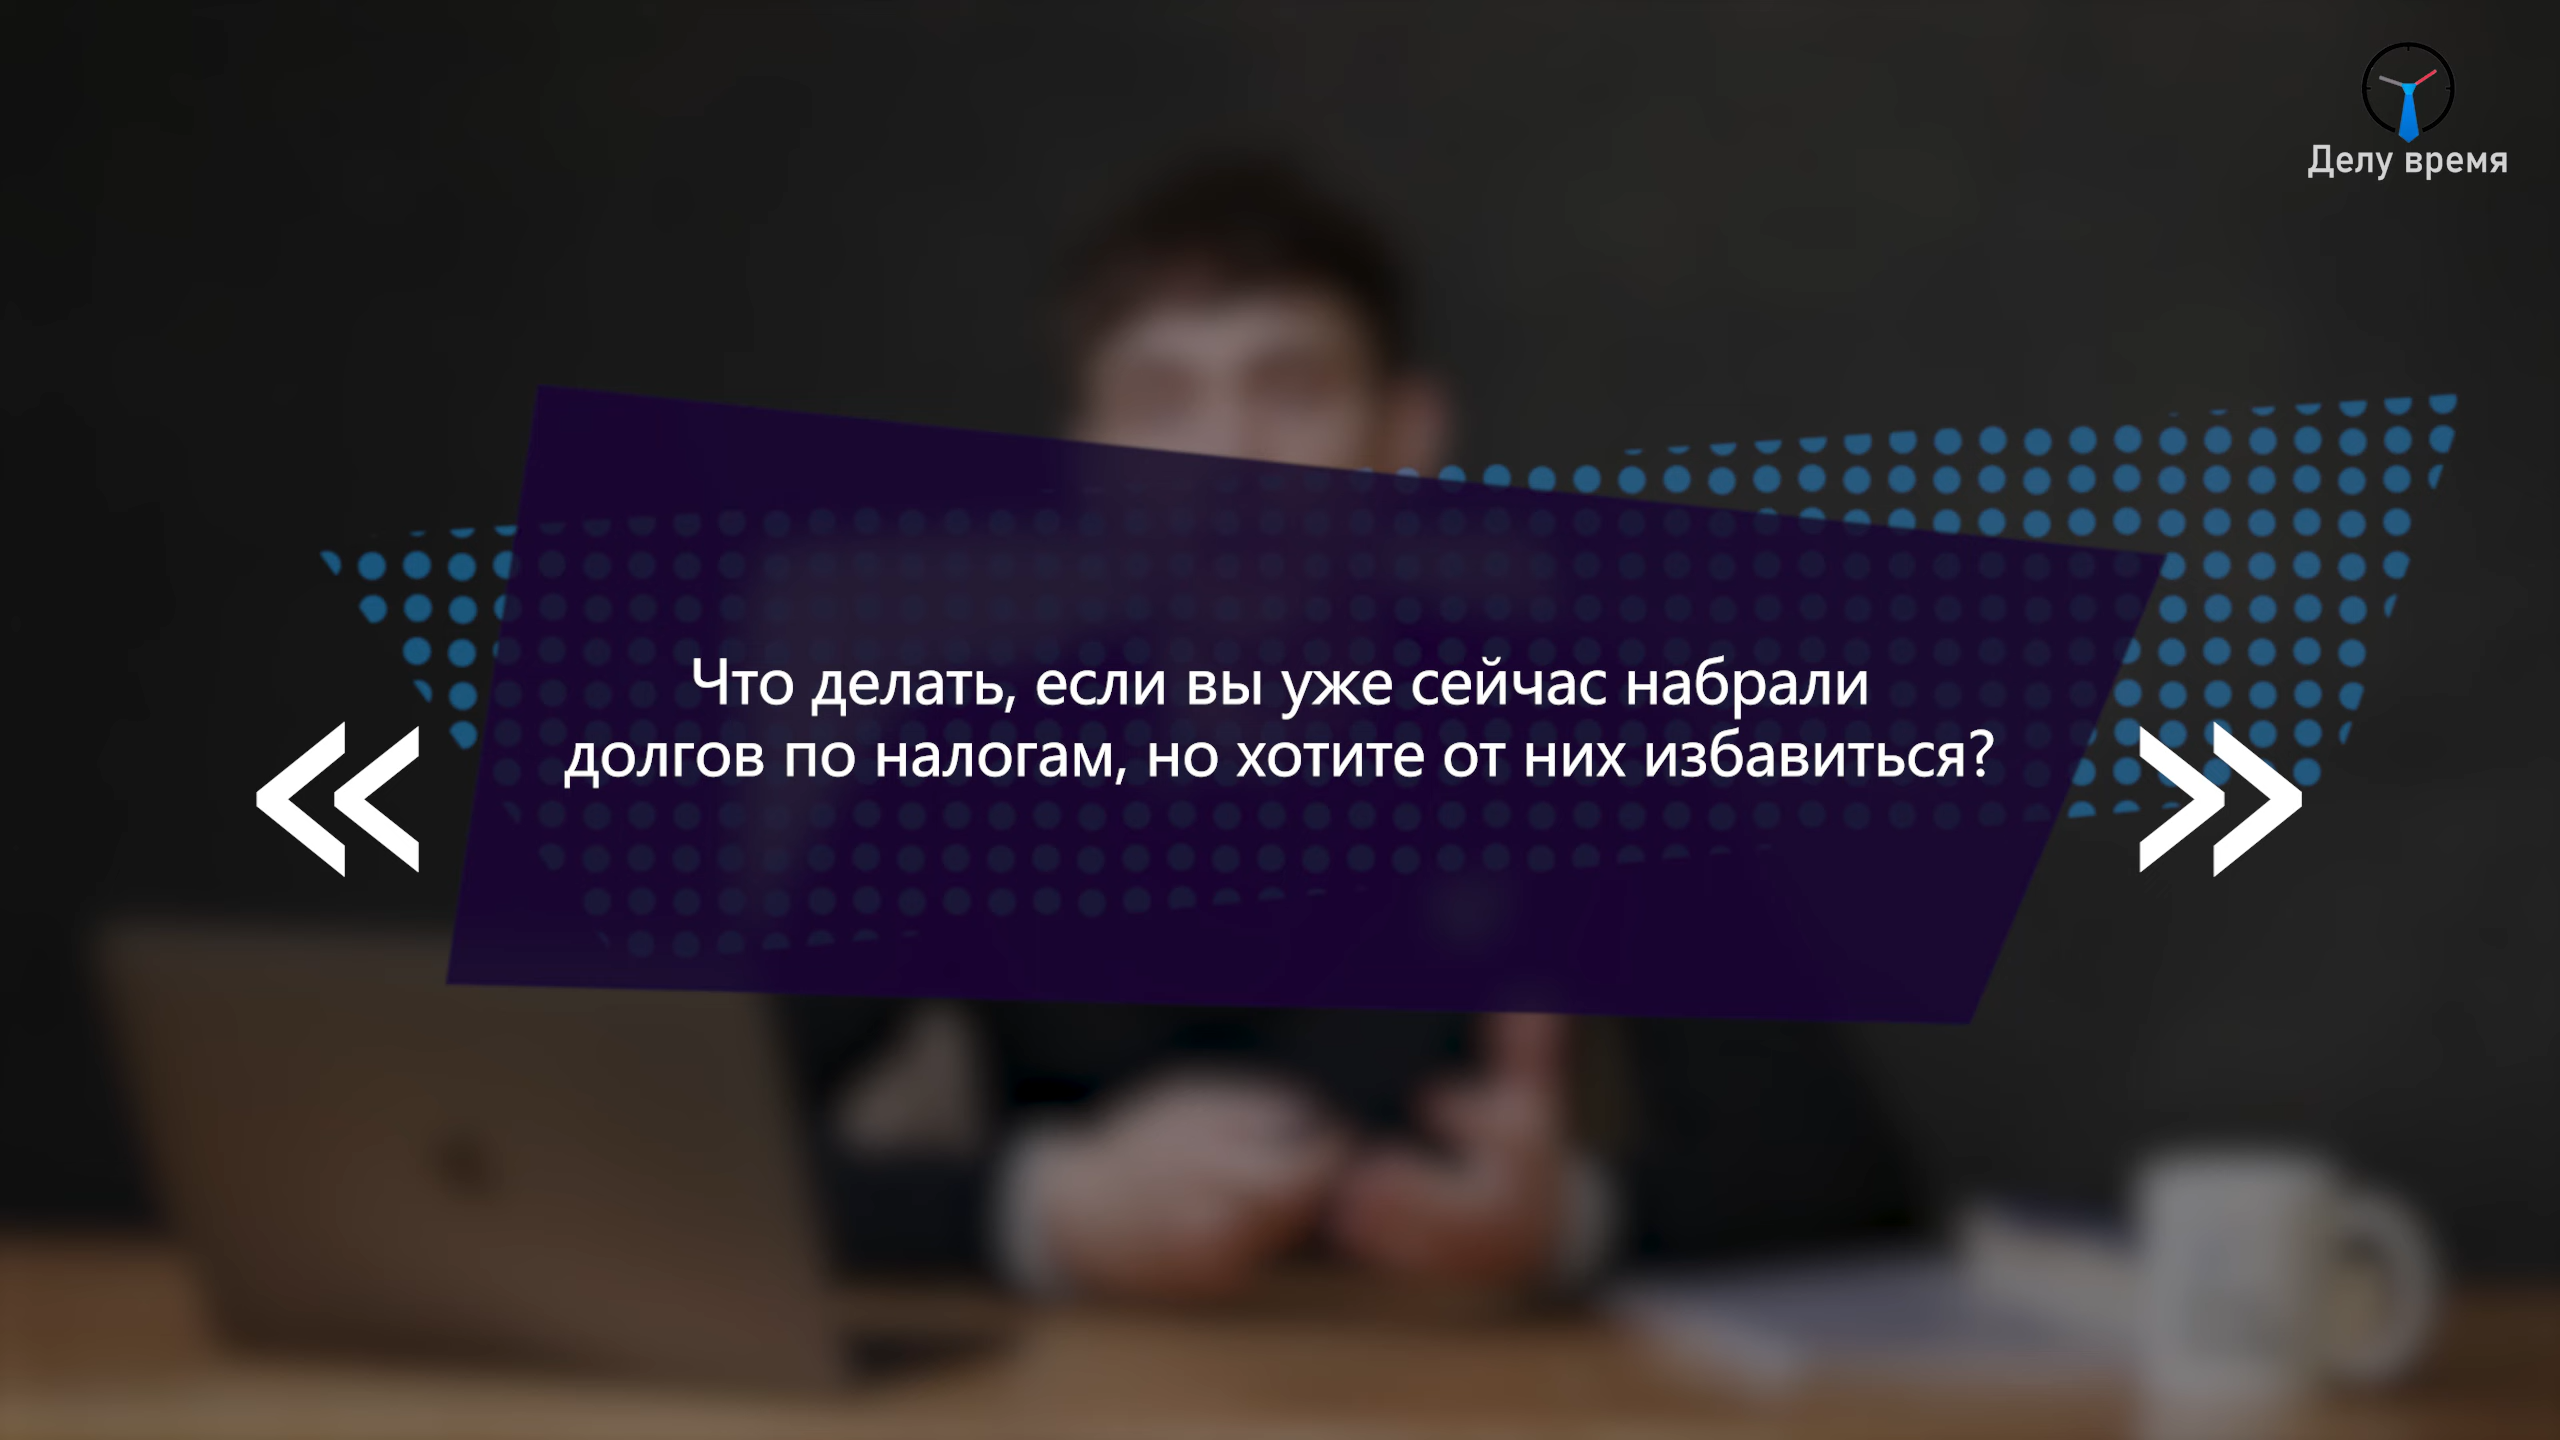 Делу время
«Что делать, если вы уже сейчас набрали
долгов по налогам, но хотите от них избавиться?»